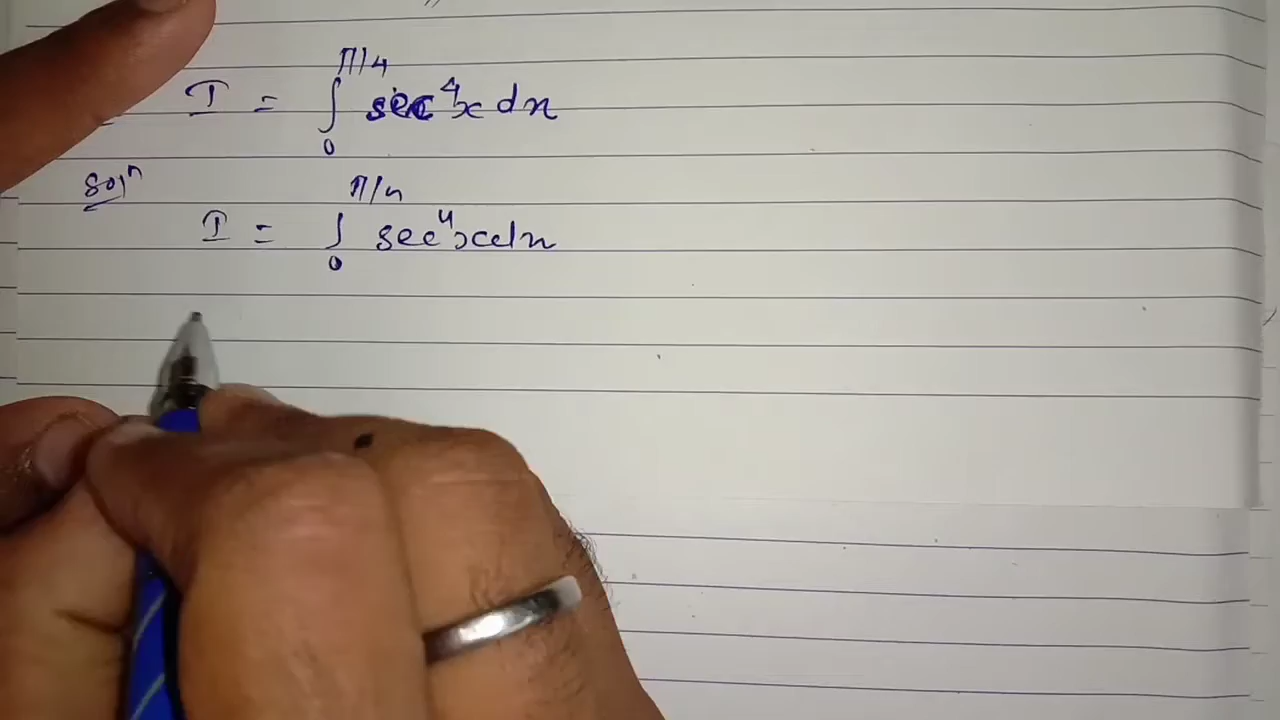 I = ∫₀^π/4 sec⁴x dx
Solⁿ
I = ∫₀^π/4 sec⁴x dx